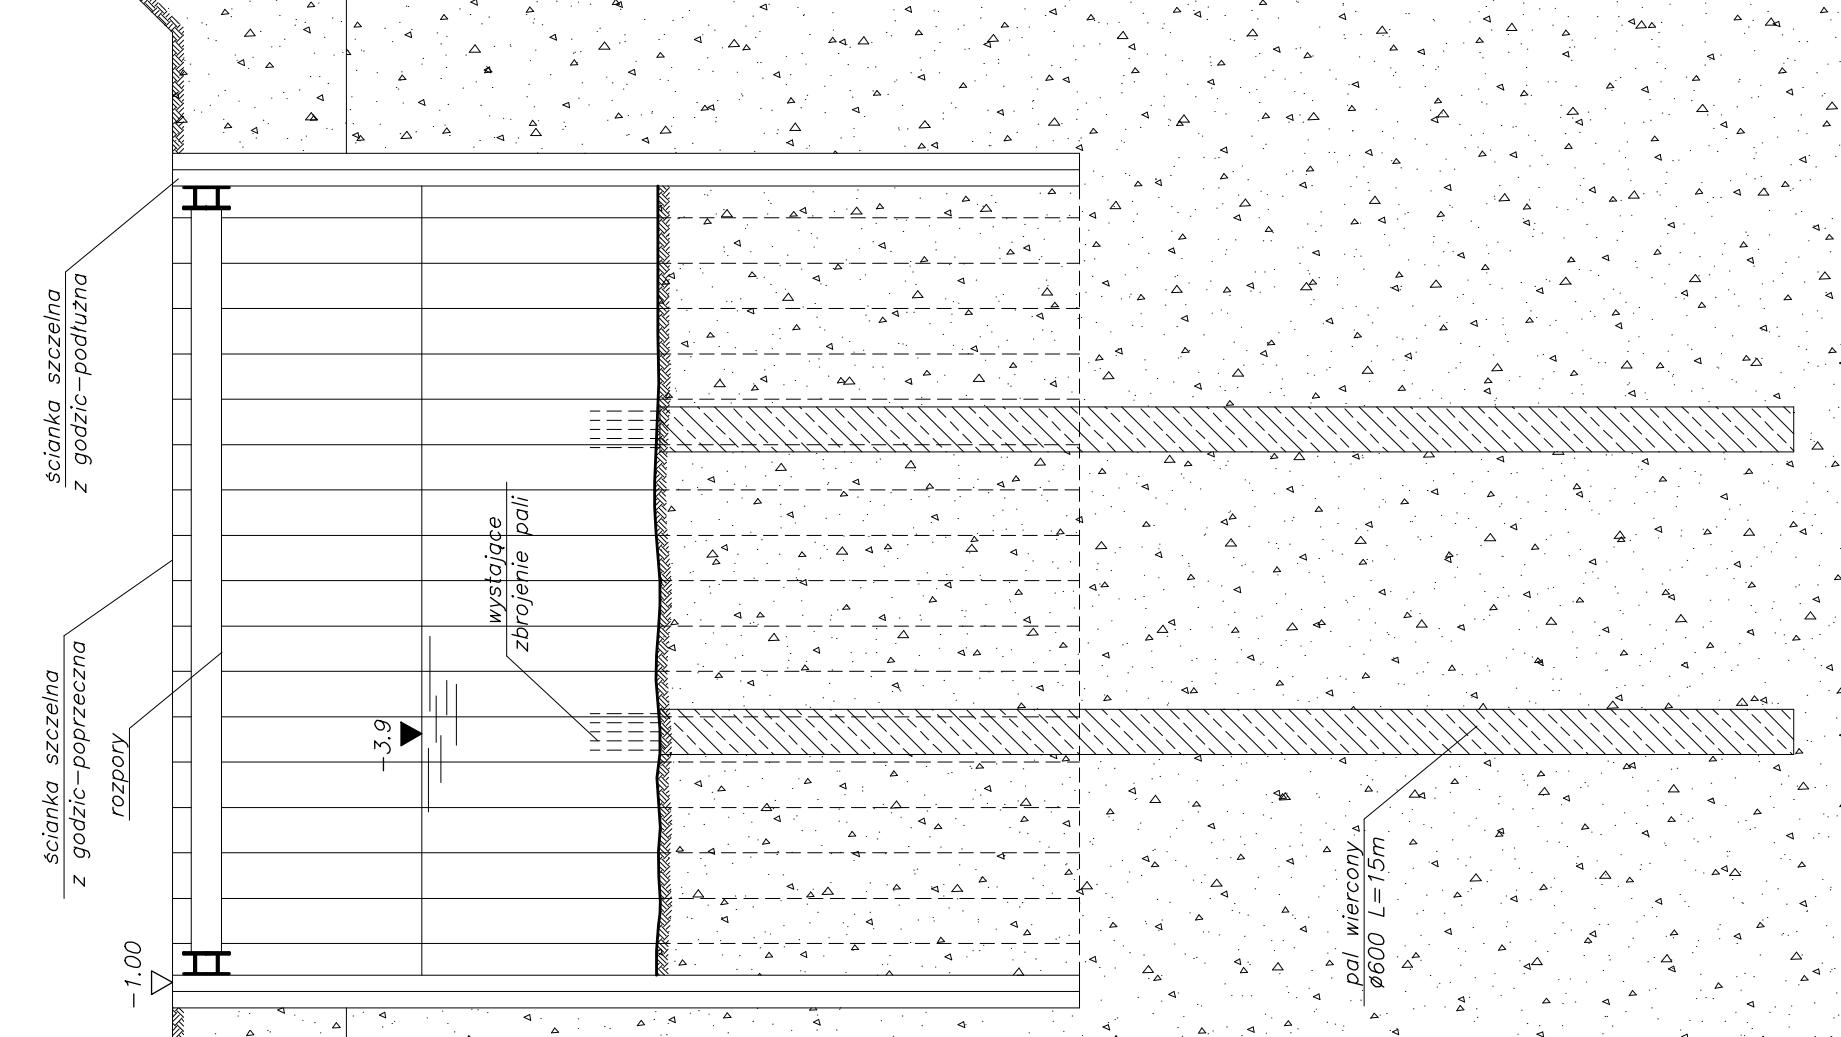 ścianka szczelna
z godzic-podłużna
ścianka szczelna
z godzic-poprzeczna
rozpory
-1.00
-3.9
wystające
zbrojenie pali
pal wiercony
ø600 L=15m